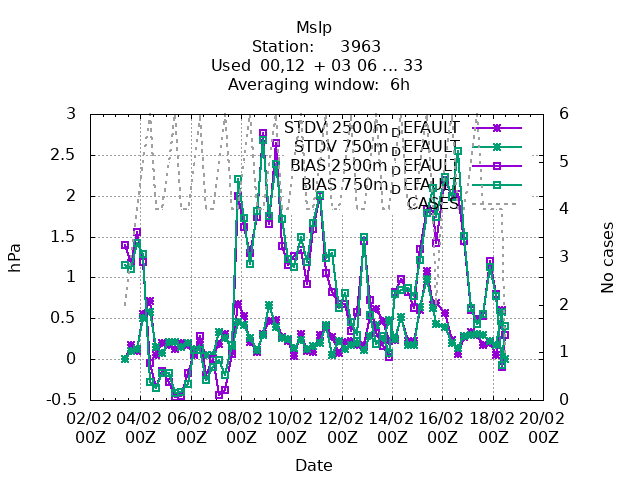 Mslp
Station: 3963
Used 00,12 + 03 06 ... 33
Averaging window: 6h
STDV 2500m_DEFAULT
STDV 750m_DEFAULT
BIAS 2500m_DEFAULT
BIAS 750m_DEFAULT
CASES
hPa
3
2.5
2
1.5
1
0.5
0
-0.5
No cases
6
5
4
3
2
1
0
02/02 04/02 06/02 08/02 10/02 12/02 14/02 16/02 18/02 20/02
00Z 00Z 00Z 00Z 00Z 00Z 00Z 00Z 00Z 00Z
Date